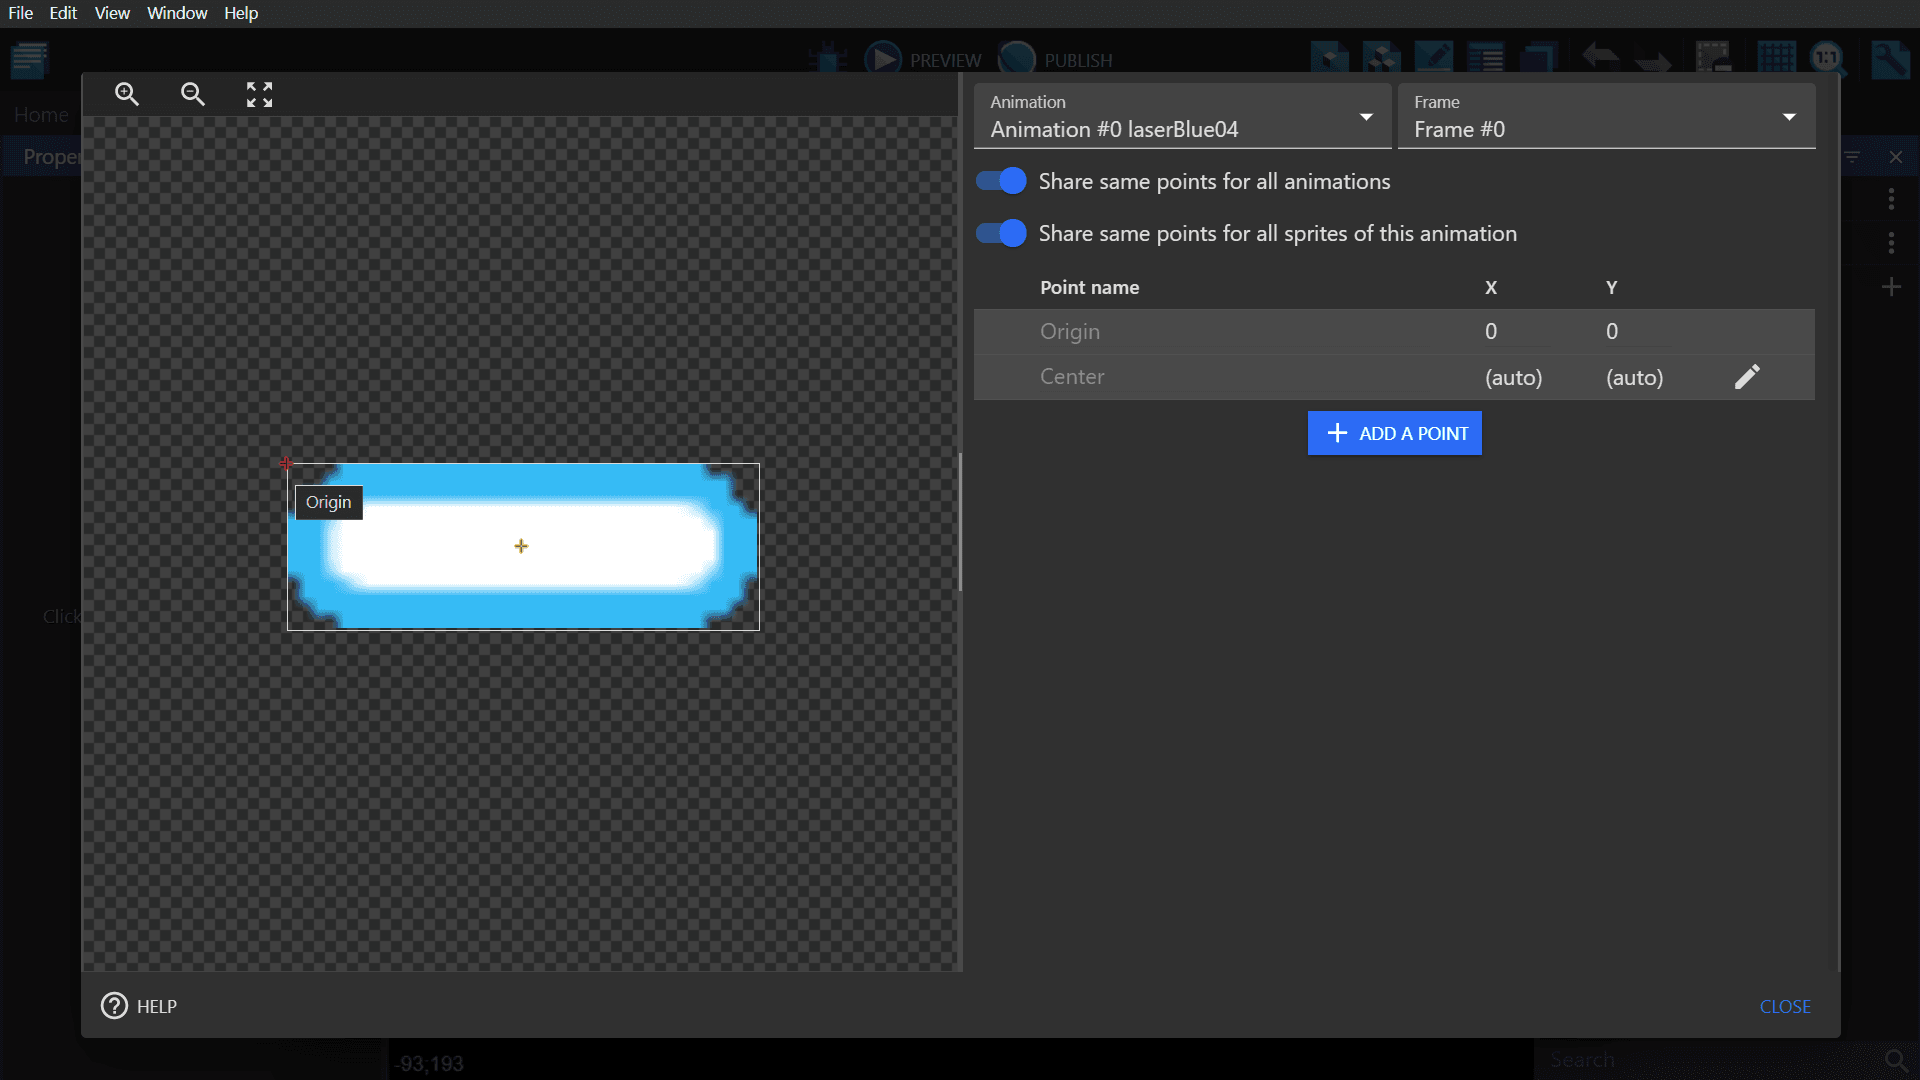 File Edit View Window Help
PREVIEW PUBLISH 1:1
Home
Proper
Click
Origin
Animation
Animation #0 laserBlue04
Frame
Frame #0
Share same points for all animations
Share same points for all sprites of this animation
Point name X Y
Origin 0 0
Center (auto) (auto)
ADD A POINT
? HELP
CLOSE
-93;193
Search